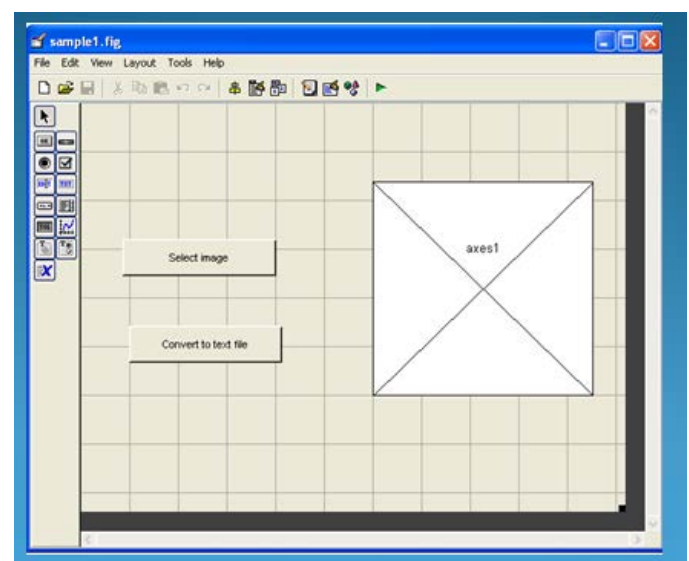 sample1.fig
File Edit View Layout Tools Help
axes1
Select image
Convert to text file